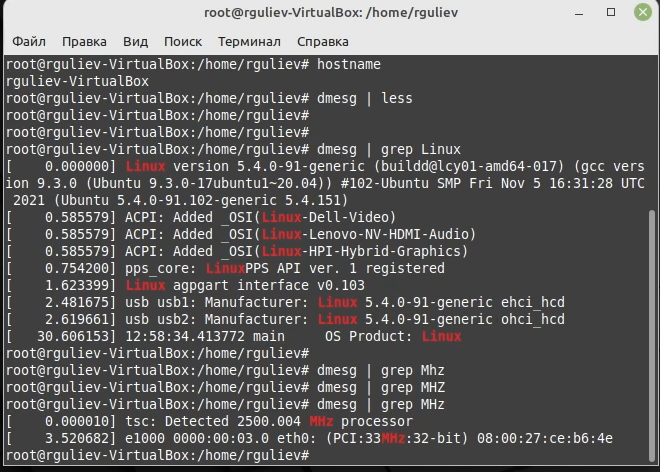 root@rguliev-VirtualBox: /home/rguliev
Файл Правка Вид Поиск Терминал Справка
root@rguliev-VirtualBox:/home/rguliev# hostname
rguliev-VirtualBox
root@rguliev-VirtualBox:/home/rguliev# dmesg | less
root@rguliev-VirtualBox:/home/rguliev#
root@rguliev-VirtualBox:/home/rguliev#
root@rguliev-VirtualBox:/home/rguliev# dmesg | grep Linux
[    0.000000] Linux version 5.4.0-91-generic (buildd@lcy01-amd64-017) (gcc vers
ion 9.3.0 (Ubuntu 9.3.0-17ubuntu1~20.04)) #102-Ubuntu SMP Fri Nov 5 16:31:28 UTC
 2021 (Ubuntu 5.4.0-91.102-generic 5.4.151)
[    0.585579] ACPI: Added _OSI(Linux-Dell-Video)
[    0.585579] ACPI: Added _OSI(Linux-Lenovo-NV-HDMI-Audio)
[    0.585579] ACPI: Added _OSI(Linux-HPI-Hybrid-Graphics)
[    0.754200] pps_core: LinuxPPS API ver. 1 registered
[    1.623399] Linux agpgart interface v0.103
[    2.481675] usb usb1: Manufacturer: Linux 5.4.0-91-generic ehci_hcd
[    2.619661] usb usb2: Manufacturer: Linux 5.4.0-91-generic ohci_hcd
[   30.606153] 12:58:34.413772 main     OS Product: Linux
root@rguliev-VirtualBox:/home/rguliev#
root@rguliev-VirtualBox:/home/rguliev# dmesg | grep Mhz
root@rguliev-VirtualBox:/home/rguliev# dmesg | grep MHZ
root@rguliev-VirtualBox:/home/rguliev# dmesg | grep MHz
[    0.000010] tsc: Detected 2500.004 MHz processor
[    3.520682] e1000 0000:00:03.0 eth0: (PCI:33MHz:32-bit) 08:00:27:ce:b6:4e
root@rguliev-VirtualBox:/home/rguliev#